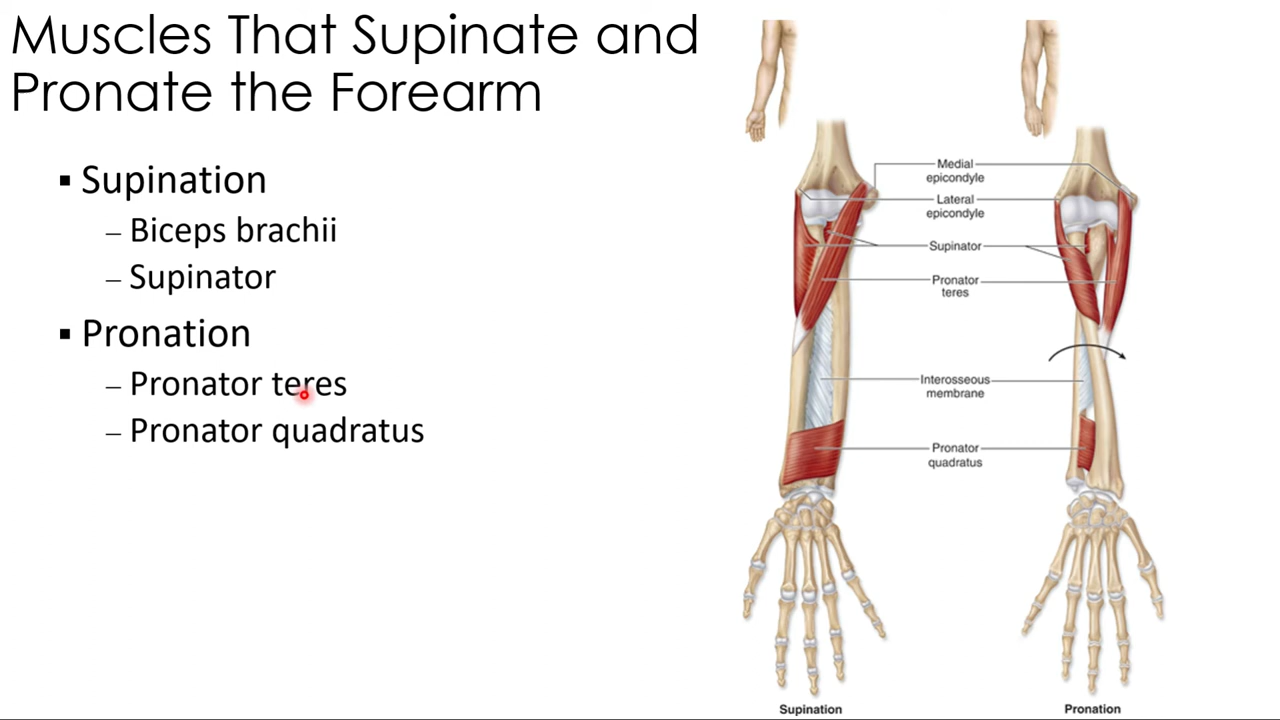 Muscles That Supinate and
Pronate the Forearm
▪ Supination
– Biceps brachii
– Supinator
▪ Pronation
– Pronator teres
– Pronator quadratus
Medial
epicondyle
Lateral
epicondyle
Supinator
Pronator
teres
Interosseous
membrane
Pronator
quadratus
Supination
Pronation